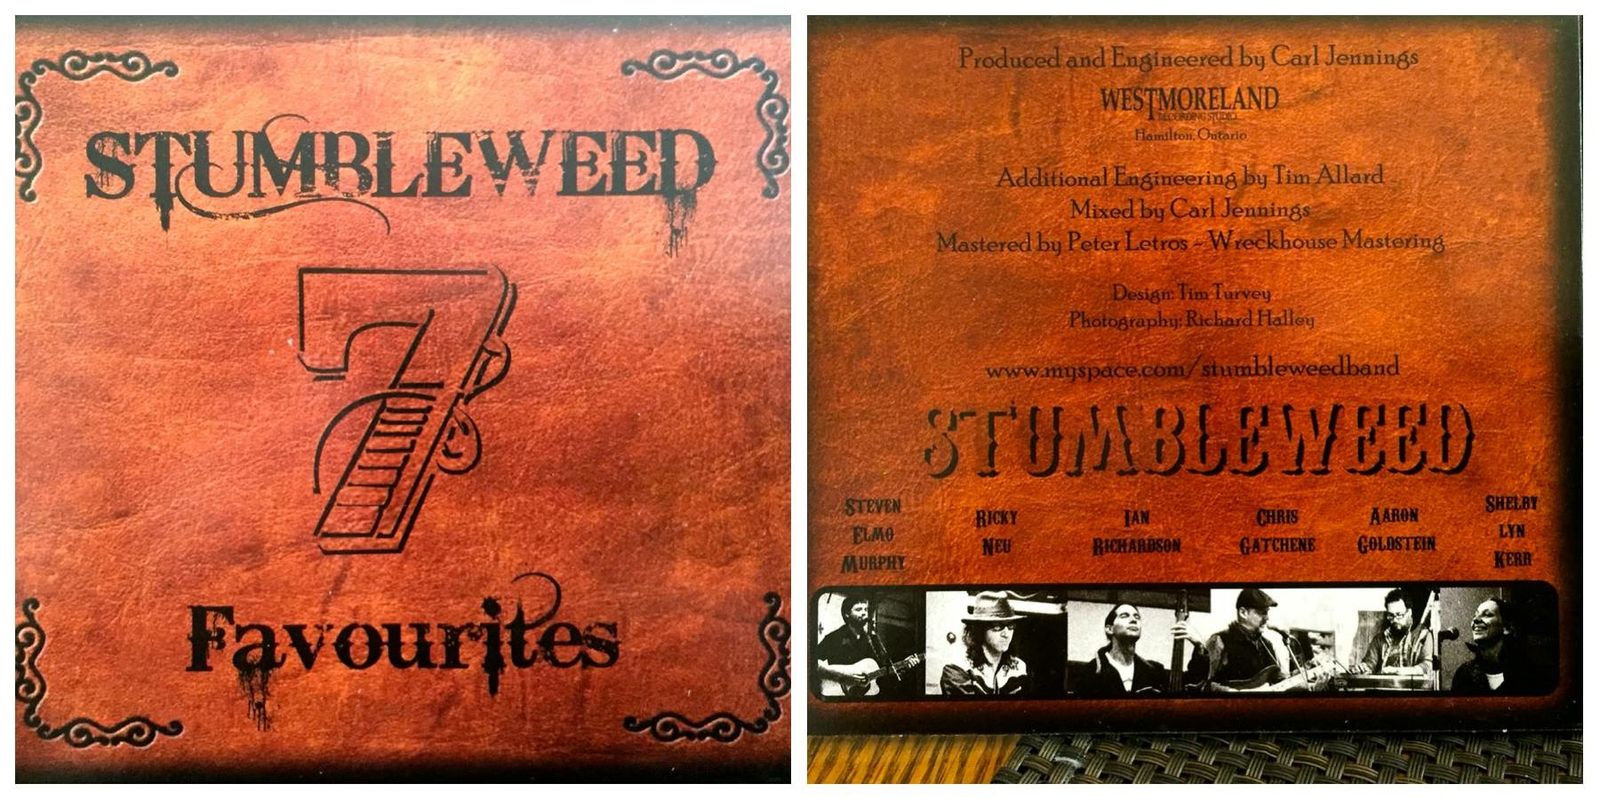 STUMBLEWEED
7
Favourites
Produced and Engineered by Carl Jennings
WESTMORELAND
RECORDING STUDIO
Hamilton, Ontario
Additional Engineering by Tim Allard
Mixed by Carl Jennings
Mastered by Peter Letros - Wreckhouse Mastering
Design: Tim Turvey
Photography: Richard Halley
www.myspace.com/stumbleweedband
STUMBLEWEED
STEVEN
ELMO
MURPHY
RICKY
NEU
IAN
RICHARDSON
CHRIS
GATCHENE
AARON
GOLDSTEIN
SHELBY
LYN
KERR